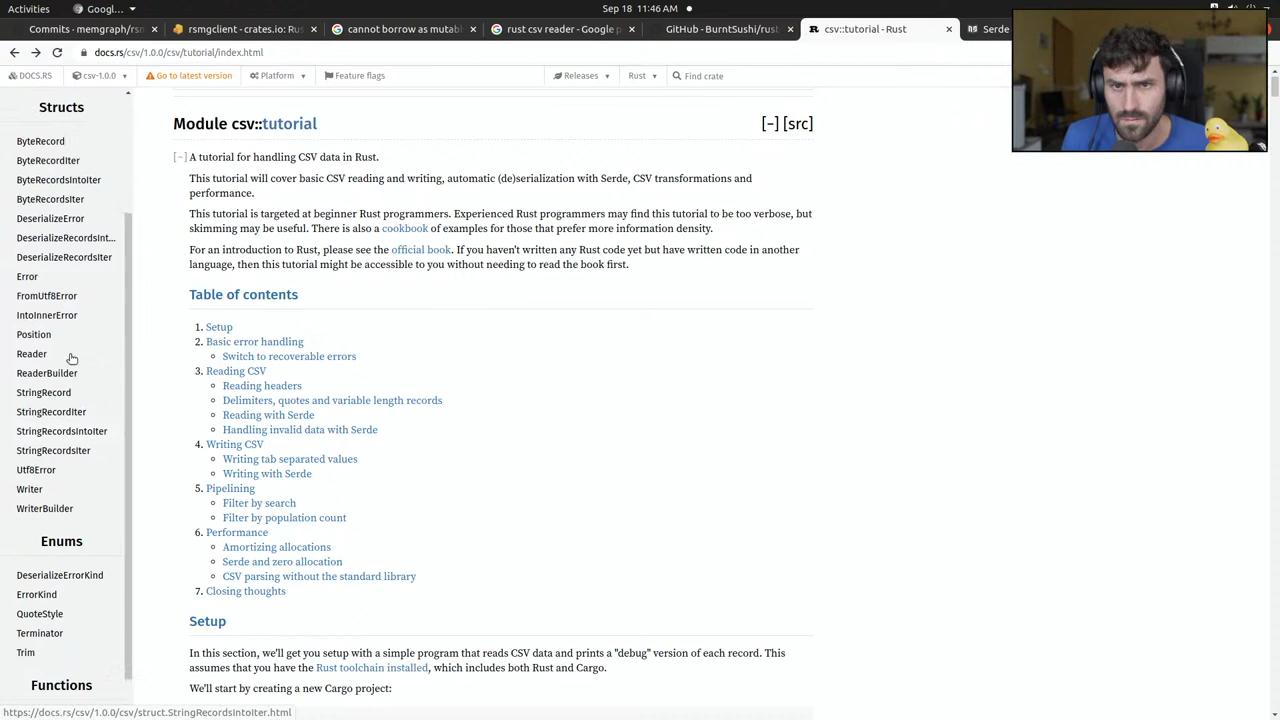 Activities
Googl...
Sep 18 11:46 AM
Commits · memgraph/rsm
rsmgclient - crates.io: Ru
cannot borrow as mutabl
rust csv reader - Google p
GitHub - BurntSushi/rust
csv::tutorial - Rust
Serde
docs.rs/csv/1.0.0/csv/tutorial/index.html
DOCS.RS
csv-1.0.0
Go to latest version
Platform
Feature flags
Releases
Rust
Find crate
Structs
ByteRecord
ByteRecordIter
ByteRecordsIntoIter
ByteRecordsIter
DeserializeError
DeserializeRecordsInt...
DeserializeRecordsIter
Error
FromUtf8Error
IntoInnerError
Position
Reader
ReaderBuilder
StringRecord
StringRecordIter
StringRecordsIntoIter
StringRecordsIter
Utf8Error
Writer
WriterBuilder
Enums
DeserializeErrorKind
ErrorKind
QuoteStyle
Terminator
Trim
Functions
Module csv::tutorial
[−] [src]
[−] A tutorial for handling CSV data in Rust.
This tutorial will cover basic CSV reading and writing, automatic (de)serialization with Serde, CSV transformations and
performance.
This tutorial is targeted at beginner Rust programmers. Experienced Rust programmers may find this tutorial to be too verbose, but
skimming may be useful. There is also a cookbook of examples for those that prefer more information density.
For an introduction to Rust, please see the official book. If you haven't written any Rust code yet but have written code in another
language, then this tutorial might be accessible to you without needing to read the book first.
Table of contents
1. Setup
2. Basic error handling
Switch to recoverable errors
3. Reading CSV
Reading headers
Delimiters, quotes and variable length records
Reading with Serde
Handling invalid data with Serde
4. Writing CSV
Writing tab separated values
Writing with Serde
5. Pipelining
Filter by search
Filter by population count
6. Performance
Amortizing allocations
Serde and zero allocation
CSV parsing without the standard library
7. Closing thoughts
Setup
In this section, we'll get you setup with a simple program that reads CSV data and prints a "debug" version of each record. This
assumes that you have the Rust toolchain installed, which includes both Rust and Cargo.
We'll start by creating a new Cargo project:
https://docs.rs/csv/1.0.0/csv/struct.StringRecordsIntoIter.html